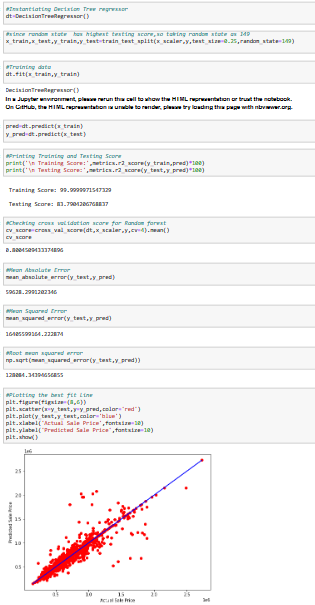 #Instantiating Decision Tree regressor
dt=DecisionTreeRegressor()
#since random state has highest testing score,so taking random state as 149
x_train,x_test,y_train,y_test=train_test_split(x_scaler,y,test_size=0.25,random_state=149)
#Training data
dt.fit(x_train,y_train)
DecisionTreeRegressor()
In a Jupyter environment, please rerun this cell to show the HTML representation or trust the notebook.
On GitHub, the HTML representation is unable to render, please try loading this page with nbviewer.org.
pred=dt.predict(x_train)
y_pred=dt.predict(x_test)
#Printing Training and Testing Score
print('\n Training Score:',metrics.r2_score(y_train,pred)*100)
print('\n Testing Score:',metrics.r2_score(y_test,y_pred)*100)
Training Score: 99.9999971547329
Testing Score: 83.7904206768837
#Checking cross validation score for Random forest
cv_score=cross_val_score(dt,x_scaler,y,cv=4).mean()
cv_score
0.8004509433374896
#Mean Absolute Error
mean_absolute_error(y_test,y_pred)
59628.2991202346
#Mean Squared Error
mean_squared_error(y_test,y_pred)
16405599164.222874
#Root mean squared error
np.sqrt(mean_squared_error(y_test,y_pred))
128084.34394656855
#Plotting the best fit Line
plt.figure(figsize=(8,6))
plt.scatter(x=y_test,y=y_pred,color='red')
plt.plot(y_test,y_test,color='blue')
plt.xlabel('Actual Sale Price',fontsize=10)
plt.ylabel('Predicted Sale Price',fontsize=10)
plt.show()
1e6
2.5
2.0
1.5
1.0
0.5
Predicted Sale Price
0.5 1.0 1.5 2.0 2.5
1e6
Actual Sale Price